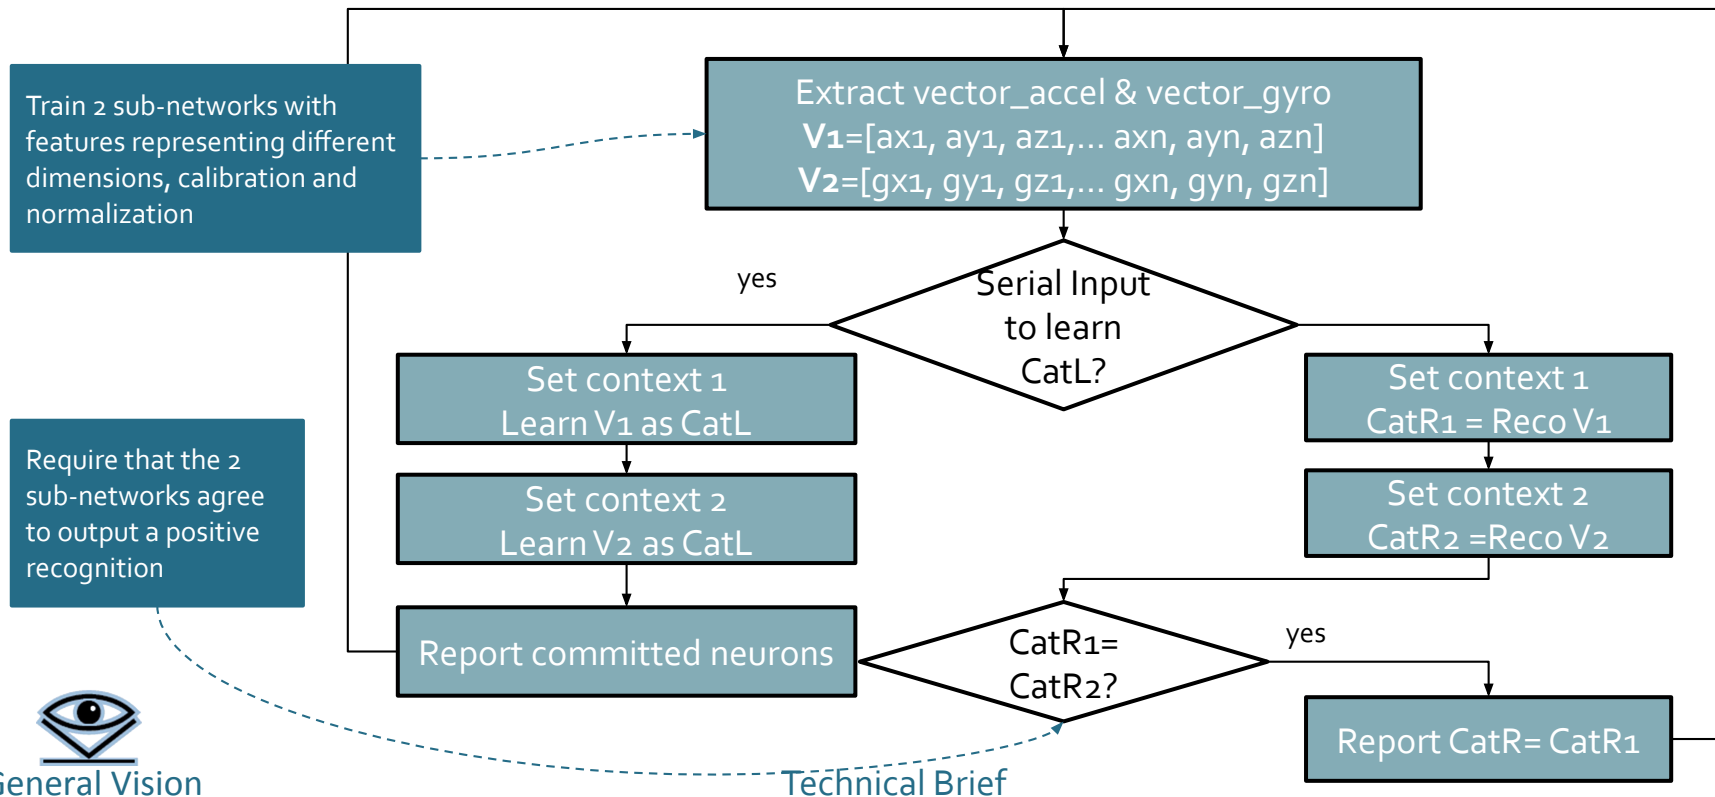 Train 2 sub-networks with
features representing different
dimensions, calibration and
normalization
Extract vector_accel & vector_gyro
V1=[ax1, ay1, az1,... axn, ayn, azn]
V2=[gx1, gy1, gz1,... gxn, gyn, gzn]
yes
Serial Input
to learn
CatL?
Set context 1
Learn V1 as CatL
Set context 1
CatR1 = Reco V1
Require that the 2
sub-networks agree
to output a positive
recognition
Set context 2
Learn V2 as CatL
Set context 2
CatR2 =Reco V2
Report committed neurons
CatR1=
CatR2?
yes
Report CatR= CatR1
General Vision
Technical Brief